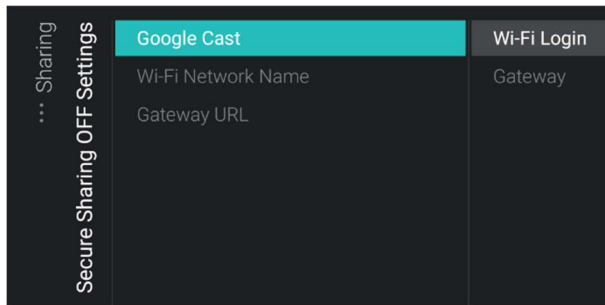 ··· Sharing
Secure Sharing OFF Settings
Google Cast
Wi-Fi Network Name
Gateway URL
Wi-Fi Login
Gateway